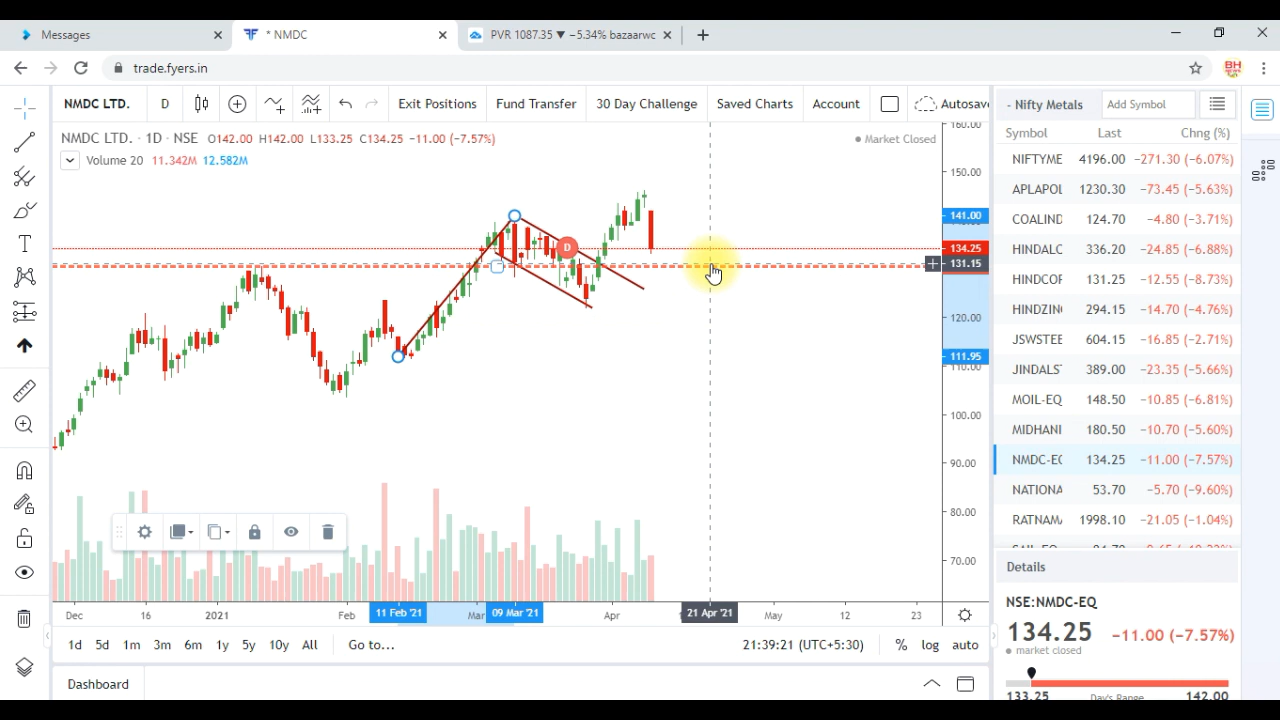 Messages
* NMDC
PVR 1087.35 ▼ −5.34% bazaarwc
trade.fyers.in
NMDC LTD.
D
Exit Positions
Fund Transfer
30 Day Challenge
Saved Charts
Account
Autosav
NMDC LTD. · 1D · NSE O142.00 H142.00 L133.25 C134.25 −11.00 (−7.57%)
Market Closed
Volume 20 11.342M 12.582M
D
160.00
150.00
141.00
134.25
131.15
120.00
111.95
110.00
100.00
90.00
80.00
70.00
Dec 16 2021 Feb 11 Feb '21 Mar 09 Mar '21 Apr 21 Apr '21 May 12 23
1d 5d 1m 3m 6m 1y 5y 10y All Go to...
21:39:21 (UTC+5:30) % log auto
Dashboard
- Nifty Metals Add Symbol
Symbol Last Chng (%)
NIFTYME 4196.00 -271.30 (-6.07%)
APLAPOL 1230.30 -73.45 (-5.63%)
COALIND 124.70 -4.80 (-3.71%)
HINDALC 336.20 -24.85 (-6.88%)
HINDCOF 131.25 -12.55 (-8.73%)
HINDZIN 294.15 -14.70 (-4.76%)
JSWSTEE 604.15 -16.85 (-2.71%)
JINDALS 389.00 -23.35 (-5.66%)
MOIL-EQ 148.50 -10.85 (-6.81%)
MIDHANI 180.50 -10.70 (-5.60%)
NMDC-EC 134.25 -11.00 (-7.57%)
NATIONA 53.70 -5.70 (-9.60%)
RATNAM 1998.10 -21.05 (-1.04%)
Details
NSE:NMDC-EQ
134.25 -11.00 (-7.57%)
market closed
133.25 Day's Range 142.00